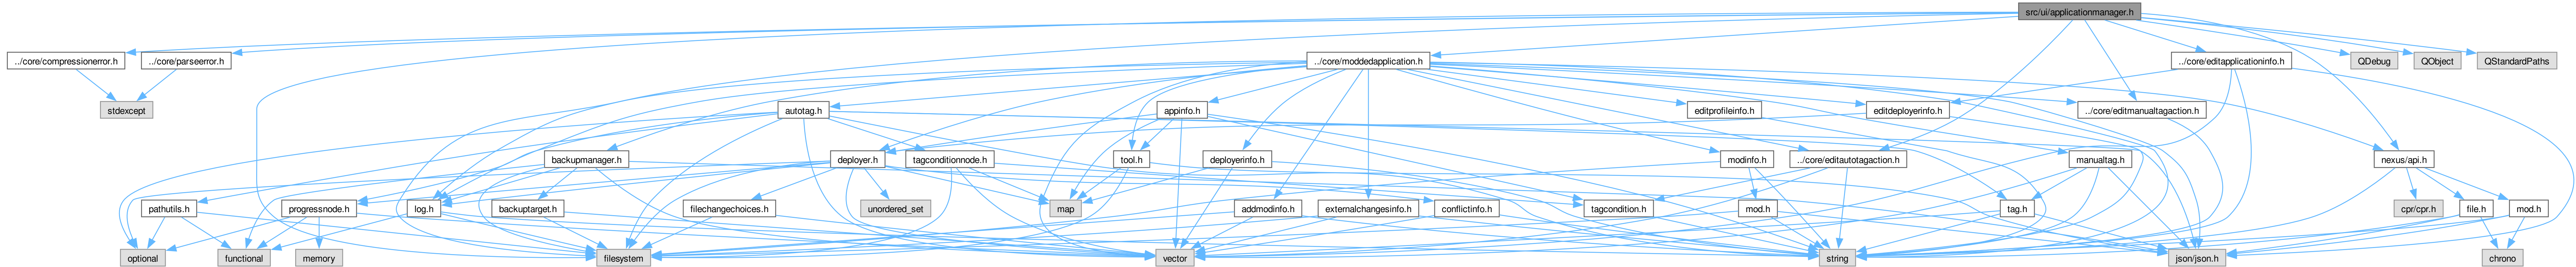 src/ui/applicationmanager.h
../core/compressionerror.h
../core/parseerror.h
../core/moddedapplication.h
../core/editapplicationinfo.h
QDebug
QObject
QStandardPaths
stdexcept
autotag.h
appinfo.h
editprofileinfo.h
editdeployerinfo.h
../core/editmanualtagaction.h
backupmanager.h
deployer.h
tagconditionnode.h
tool.h
deployerinfo.h
modinfo.h
../core/editautotagaction.h
manualtag.h
nexus/api.h
pathutils.h
progressnode.h
log.h
backuptarget.h
filechangechoices.h
unordered_set
map
addmodinfo.h
externalchangesinfo.h
conflictinfo.h
tagcondition.h
mod.h
tag.h
cpr/cpr.h
file.h
mod.h
optional
functional
memory
filesystem
vector
string
json/json.h
chrono